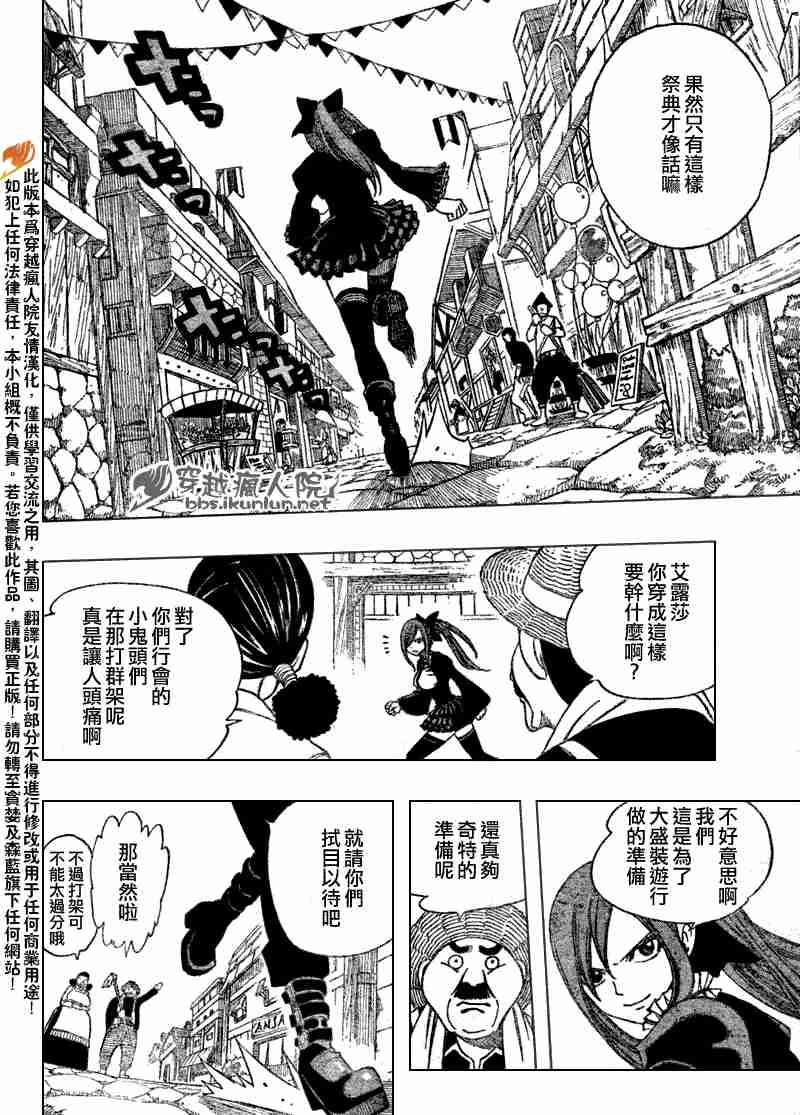 果然只有這樣
祭典才像話嘛
穿越瘋人院
bbs.ikunlun.net
艾露莎
你穿成這樣
要幹什麼啊？
對了
你們行會的
小鬼頭們
在那打群架呢
真是讓人頭痛啊
不好意思啊
我們
這是為了
大盛裝遊行
做的準備
還真夠
奇特的
準備呢
就請你們
拭目以待吧
那當然啦
不過打架可
不能太過分哦
ANSA
此版本爲穿越瘋人院友情漢化，僅供學習交流之用，其圖、翻譯以及任何部分不得進行修改或用于任何商業用途！
如犯上任何法律責任，本小組概不負責。若您喜歡此作品，請購買正版！請勿轉至貪婪及森藍旗下任何網站！